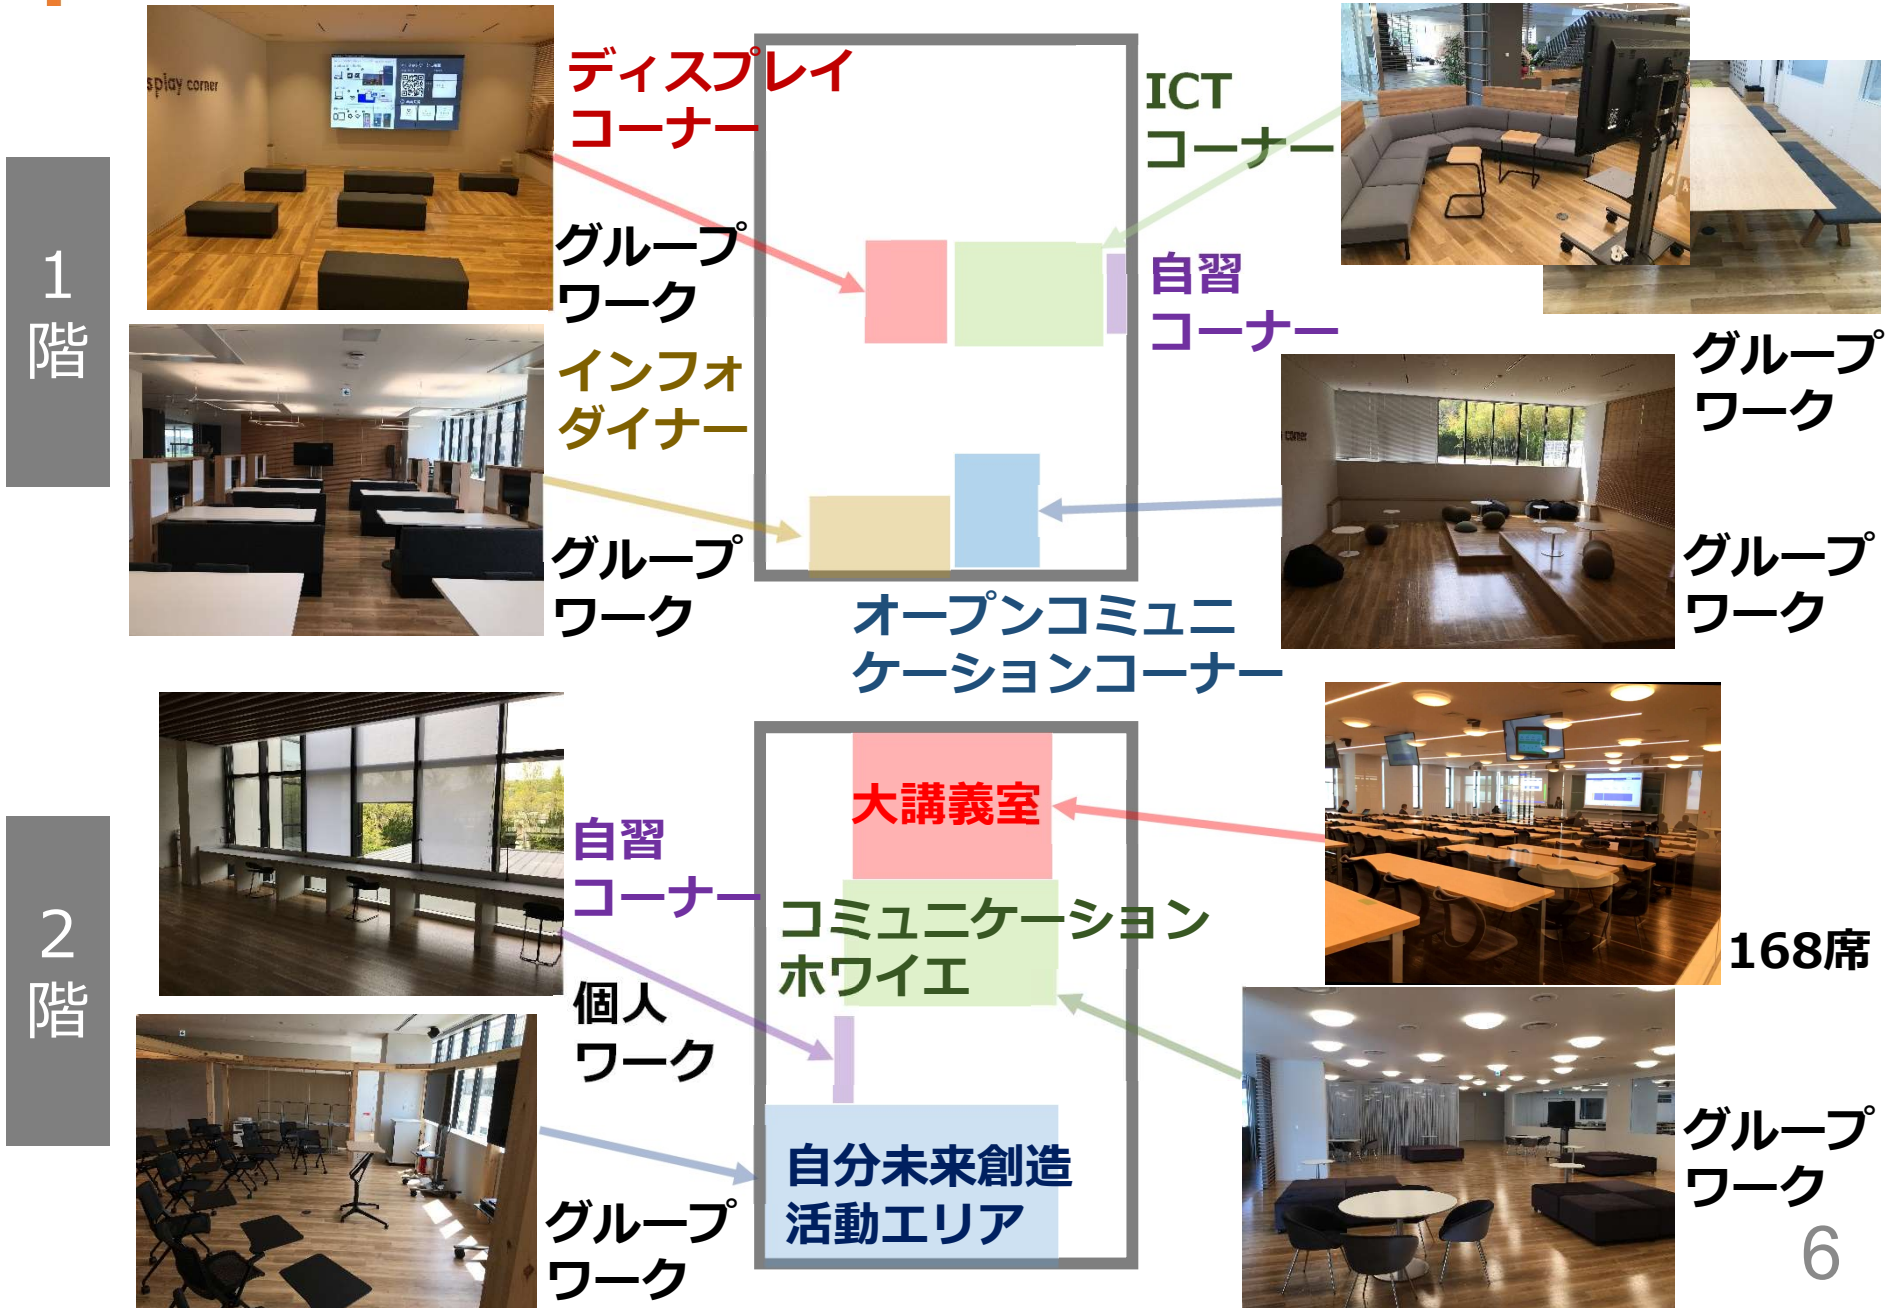 splay corner
ディスプレイ
コーナー
ICT
コーナー
1
階
グループ
ワーク
自習
コーナー
インフォ
ダイナー
グループ
ワーク
corner
グループ
ワーク
グループ
ワーク
オープンコミュニ
ケーションコーナー
2
階
大講義室
自習
コーナー
コミュニケーション
ホワイエ
168席
個人
ワーク
自分未来創造
活動エリア
グループ
ワーク
グループ
ワーク
6